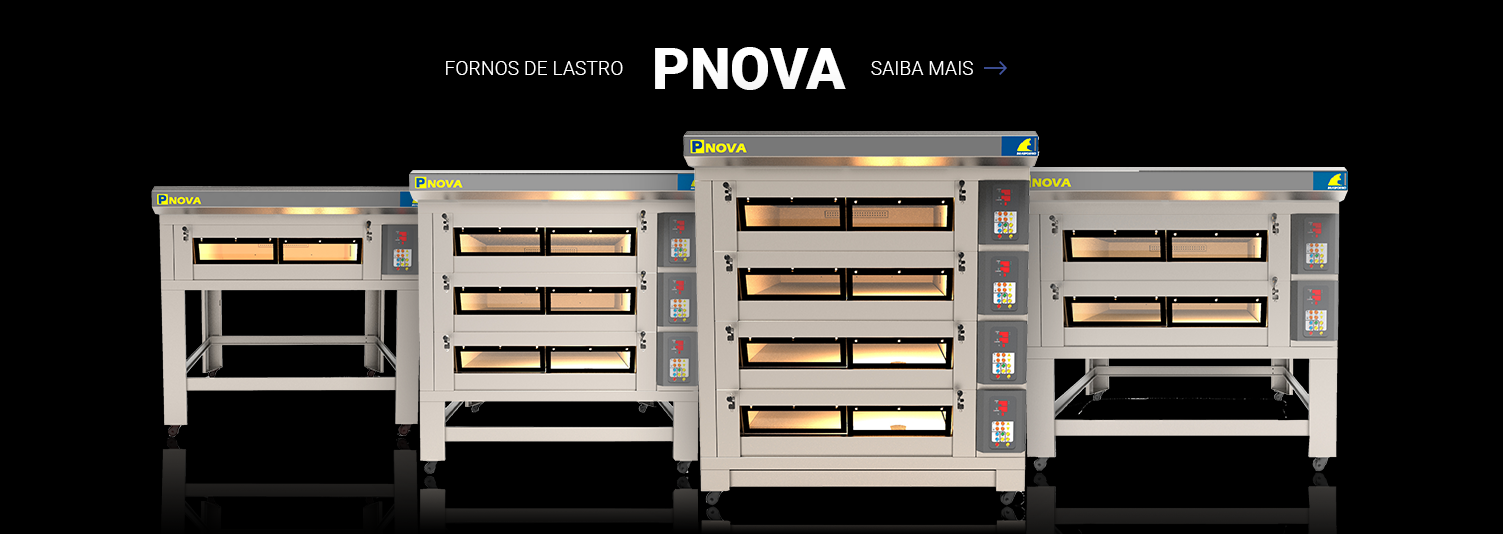 FORNOS DE LASTRO PNOVA SAIBA MAIS
PNOVA
PNOVA
PNOVA
NOVA